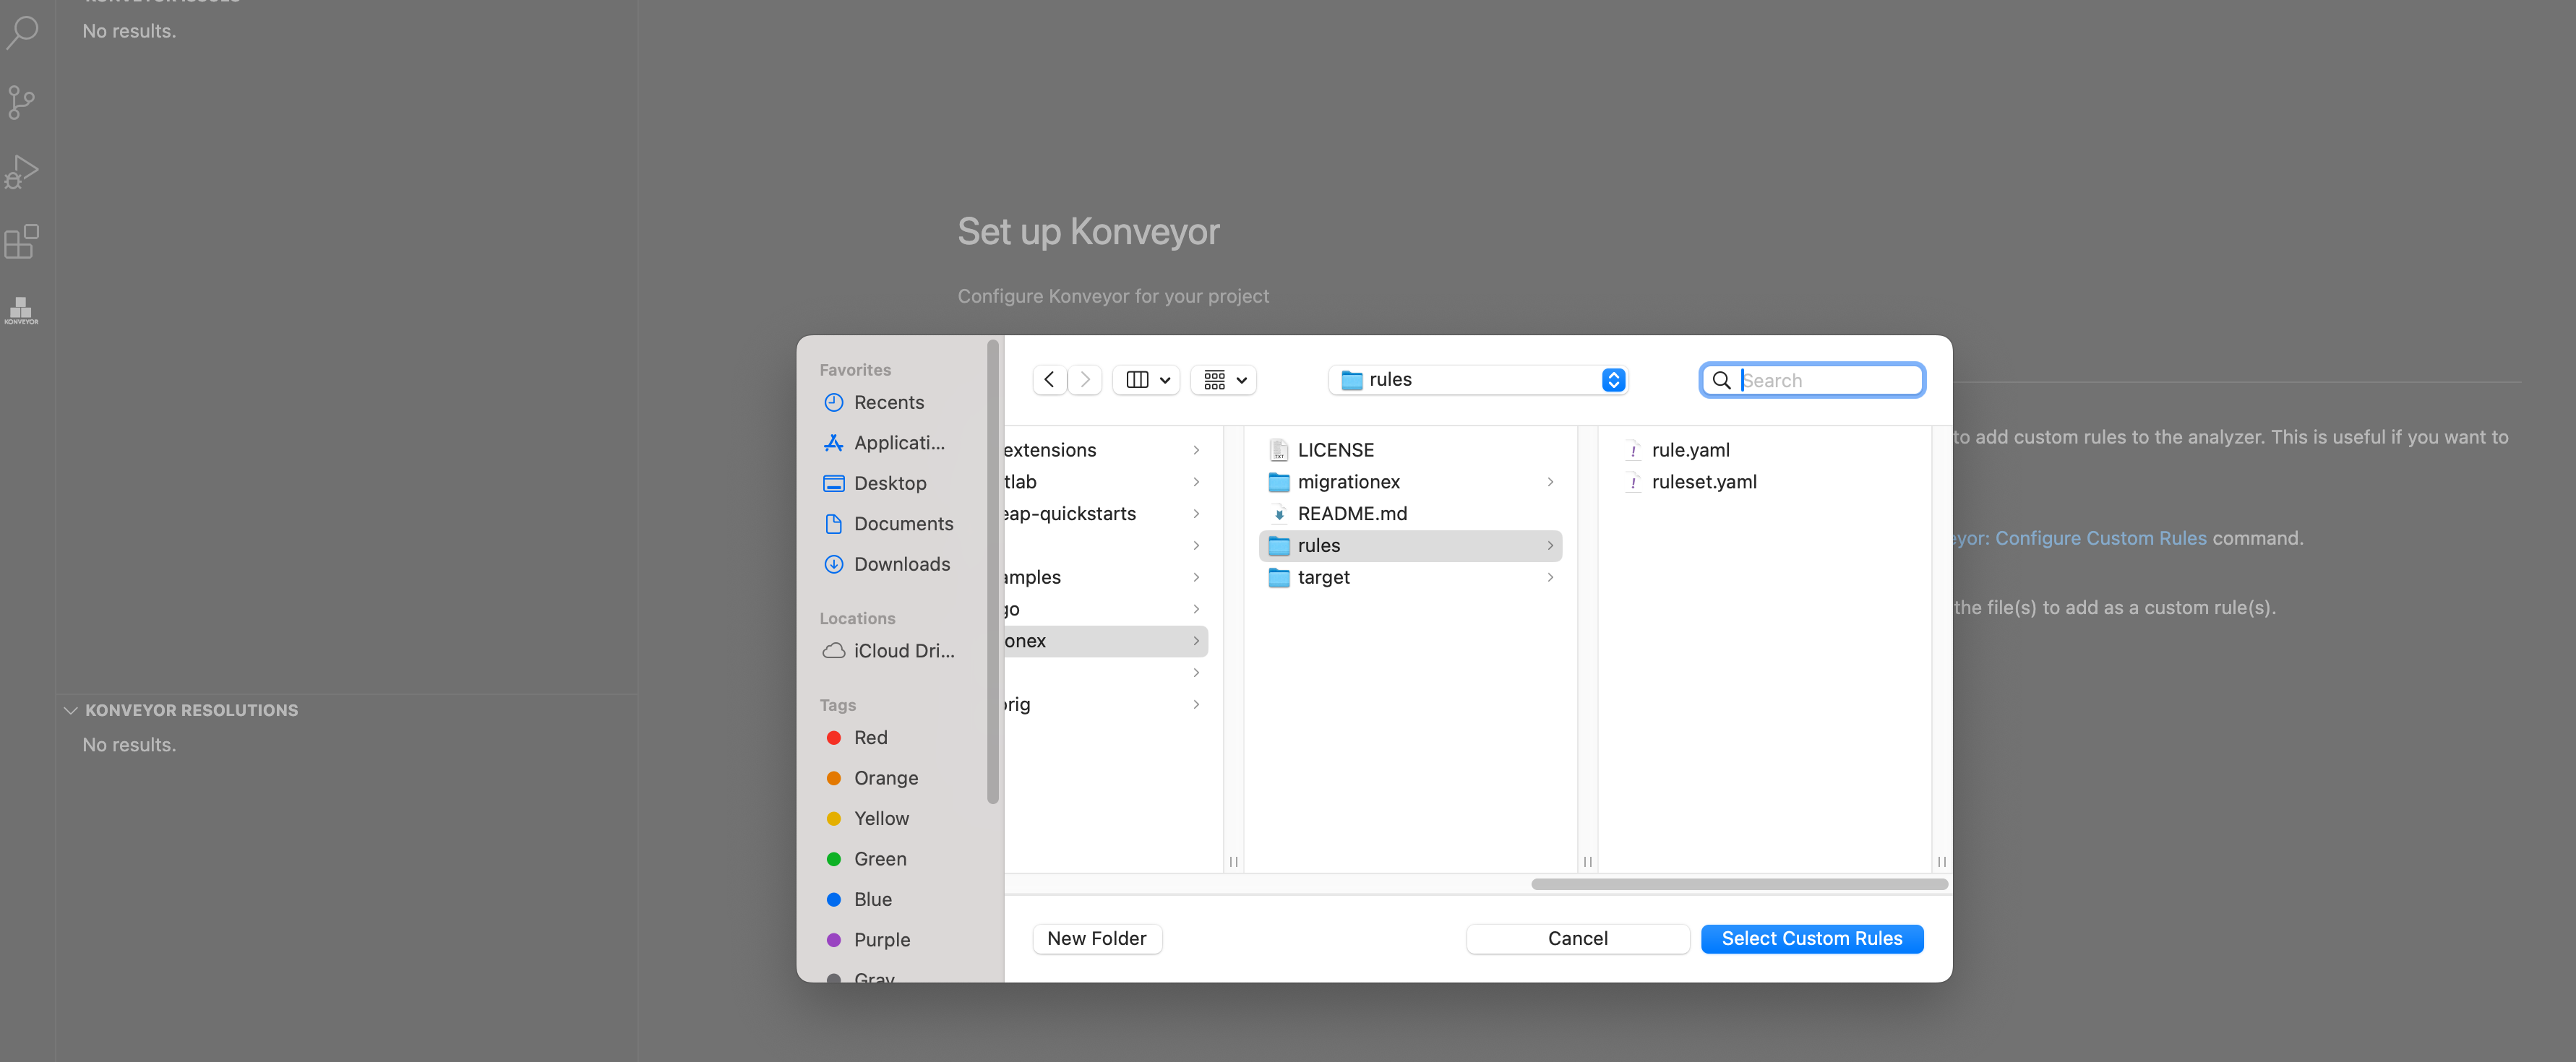 No results.
KONVEYOR
Set up Konveyor
Configure Konveyor for your project
to add custom rules to the analyzer. This is useful if you want to
eyor: Configure Custom Rules command.
the file(s) to add as a custom rule(s).
Favorites
Recents
Applicati...
Desktop
Documents
Downloads
Locations
iCloud Dri...
Tags
Red
Orange
Yellow
Green
Blue
Purple
Gray
rules
Search
extensions
tlab
eap-quickstarts
amples
go
onex
orig
LICENSE
migrationex
README.md
rules
target
rule.yaml
ruleset.yaml
New Folder
Cancel
Select Custom Rules
KONVEYOR RESOLUTIONS
No results.